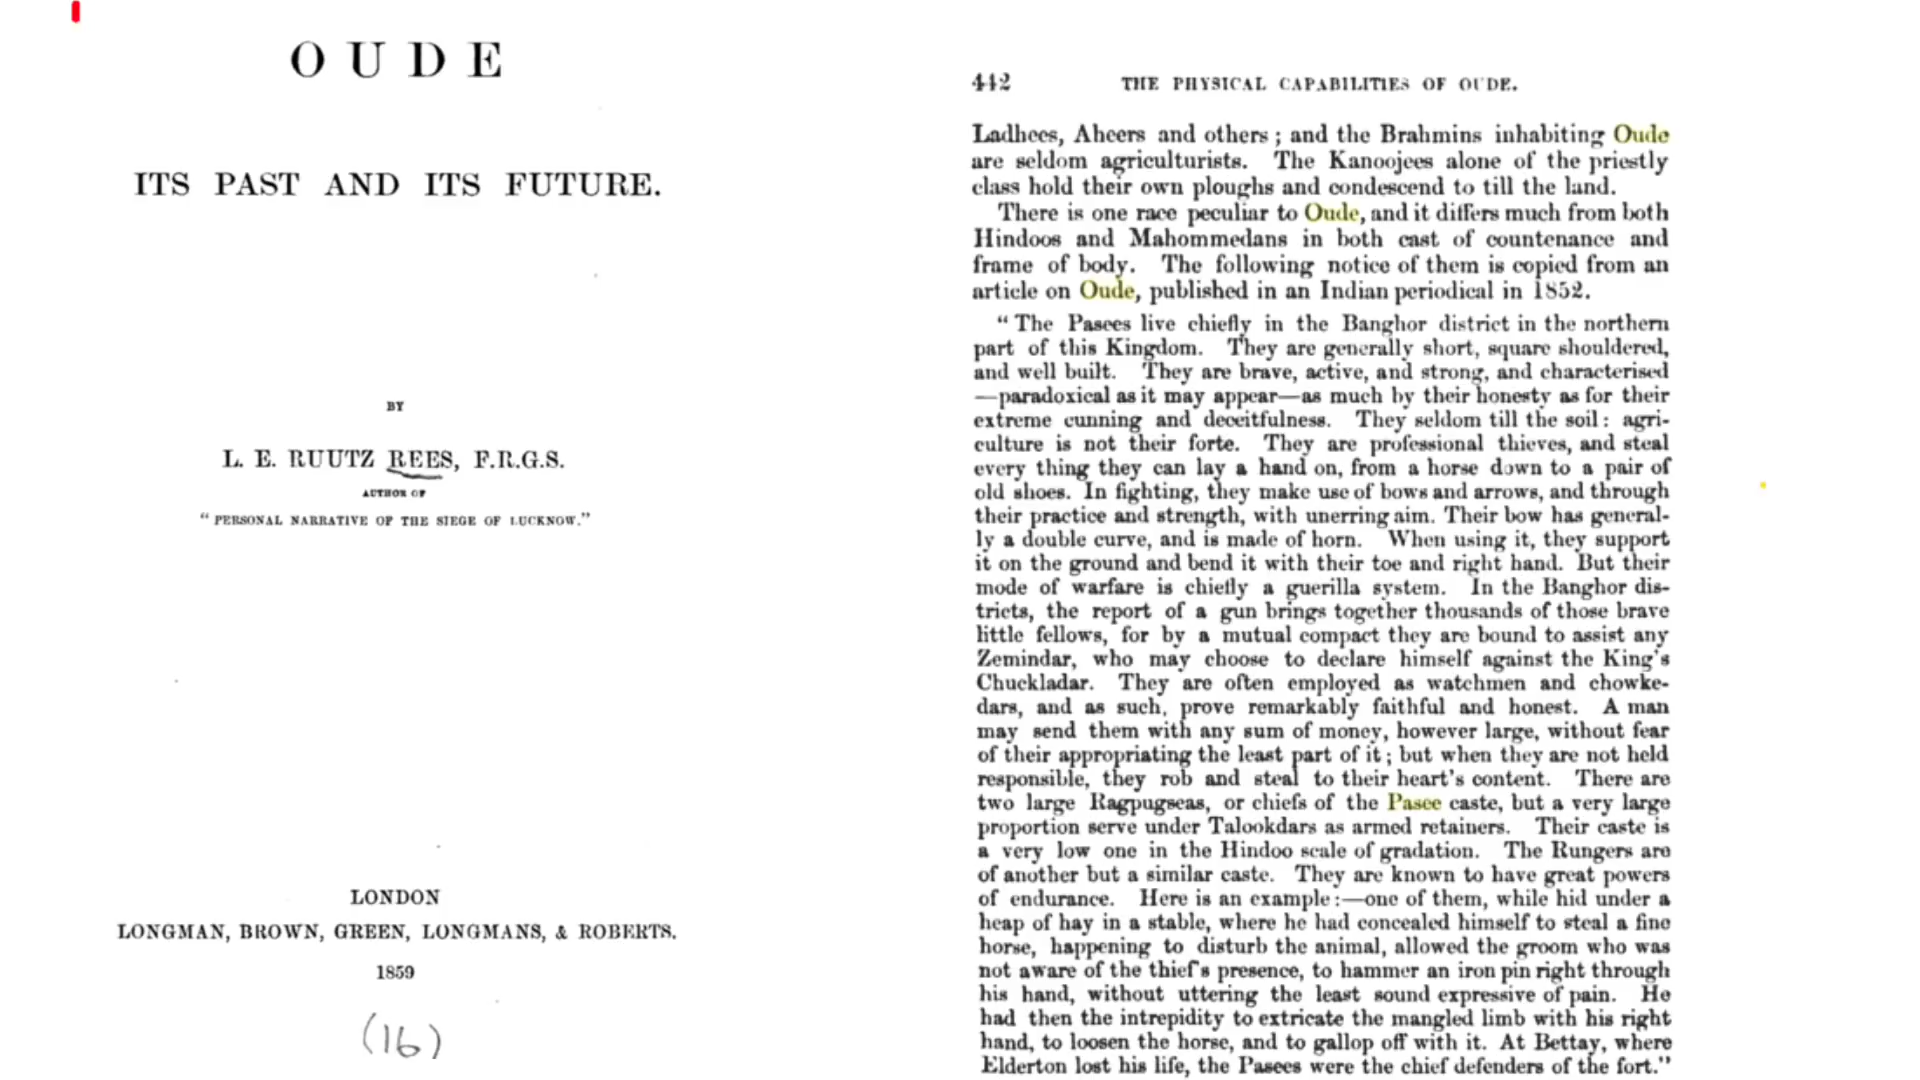 OUDE
ITS PAST AND ITS FUTURE.
BY
L. E. RUUTZ REES, F.R.G.S.
AUTHOR OF
"PERSONAL NARRATIVE OF THE SIEGE OF LUCKNOW."
LONDON
LONGMAN, BROWN, GREEN, LONGMANS, & ROBERTS.
1859
(16)
442 THE PHYSICAL CAPABILITIES OF OUDE.
Ladhees, Aheers and others; and the Brahmins inhabiting Oude
are seldom agriculturists. The Kanoojees alone of the priestly
class hold their own ploughs and condescend to till the land.
There is one race peculiar to Oude, and it differs much from both
Hindoos and Mahommedans in both cast of countenance and
frame of body. The following notice of them is copied from an
article on Oude, published in an Indian periodical in 1852.
"The Pasees live chiefly in the Banghor district in the northern
part of this Kingdom. They are generally short, square shouldered,
and well built. They are brave, active, and strong, and characterised
—paradoxical as it may appear—as much by their honesty as for their
extreme cunning and deceitfulness. They seldom till the soil: agri-
culture is not their forte. They are professional thieves, and steal
every thing they can lay a hand on, from a horse down to a pair of
old shoes. In fighting, they make use of bows and arrows, and through
their practice and strength, with unerring aim. Their bow has general-
ly a double curve, and is made of horn. When using it, they support
it on the ground and bend it with their toe and right hand. But their
mode of warfare is chiefly a guerilla system. In the Banghor dis-
tricts, the report of a gun brings together thousands of those brave
little fellows, for by a mutual compact they are bound to assist any
Zemindar, who may choose to declare himself against the King's
Chuckladar. They are often employed as watchmen and chowke-
dars, and as such, prove remarkably faithful and honest. A man
may send them with any sum of money, however large, without fear
of their appropriating the least part of it; but when they are not held
responsible, they rob and steal to their heart's content. There are
two large Ragpugseas, or chiefs of the Pasee caste, but a very large
proportion serve under Talookdars as armed retainers. Their caste is
a very low one in the Hindoo scale of gradation. The Rungers are
of another but a similar caste. They are known to have great powers
of endurance. Here is an example:—one of them, while hid under a
heap of hay in a stable, where he had concealed himself to steal a fine
horse, happening to disturb the animal, allowed the groom who was
not aware of the thief's presence, to hammer an iron pin right through
his hand, without uttering the least sound expressive of pain. He
had then the intrepidity to extricate the mangled limb with his right
hand, to loosen the horse, and to gallop off with it. At Bettay, where
Elderton lost his life, the Pasees were the chief defenders of the fort."